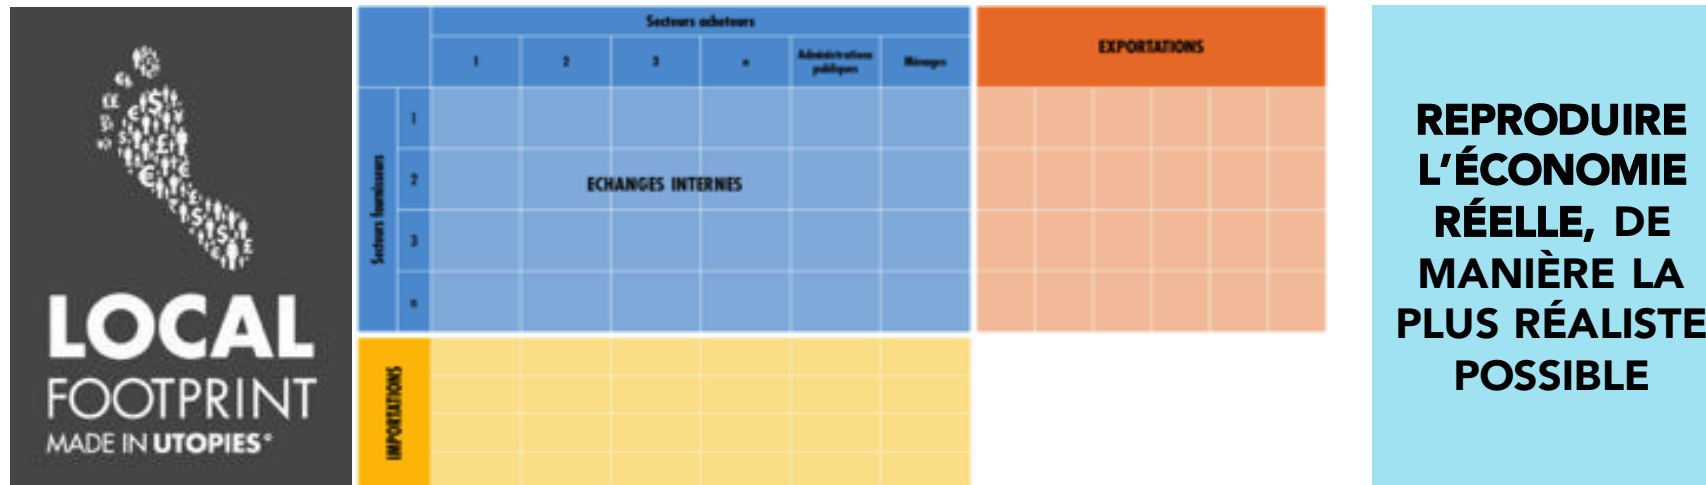 LOCAL
FOOTPRINT
MADE IN UTOPIES®
Secteurs acheteurs
1 2 3 n Administrations publiques Ménages
EXPORTATIONS
Secteurs fournisseurs
1
2
3
n
ECHANGES INTERNES
IMPORTATIONS
REPRODUIRE
L’ÉCONOMIE
RÉELLE, DE
MANIÈRE LA
PLUS RÉALISTE
POSSIBLE